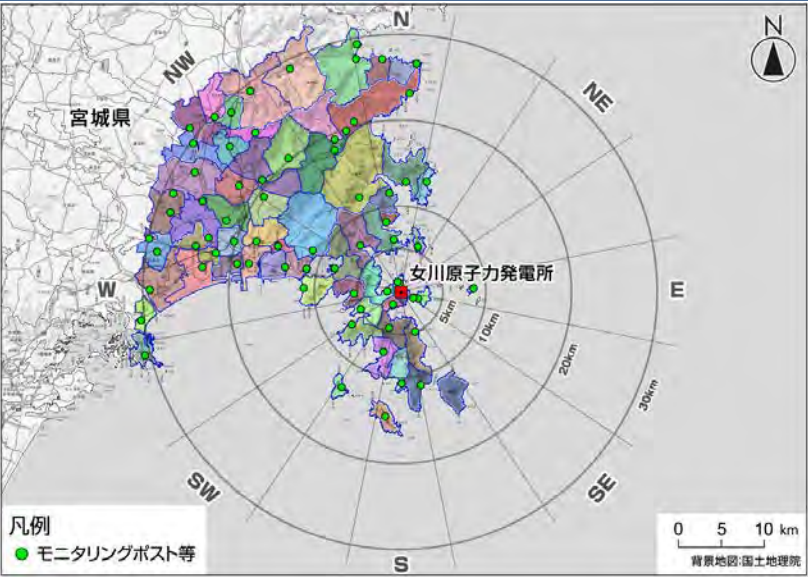 N
N
NW
NE
宮城県
女川原子力発電所
W
E
5km
10km
20km
30km
SW
SE
S
凡例
モニタリングポスト等
0 5 10 km
背景地図:国土地理院